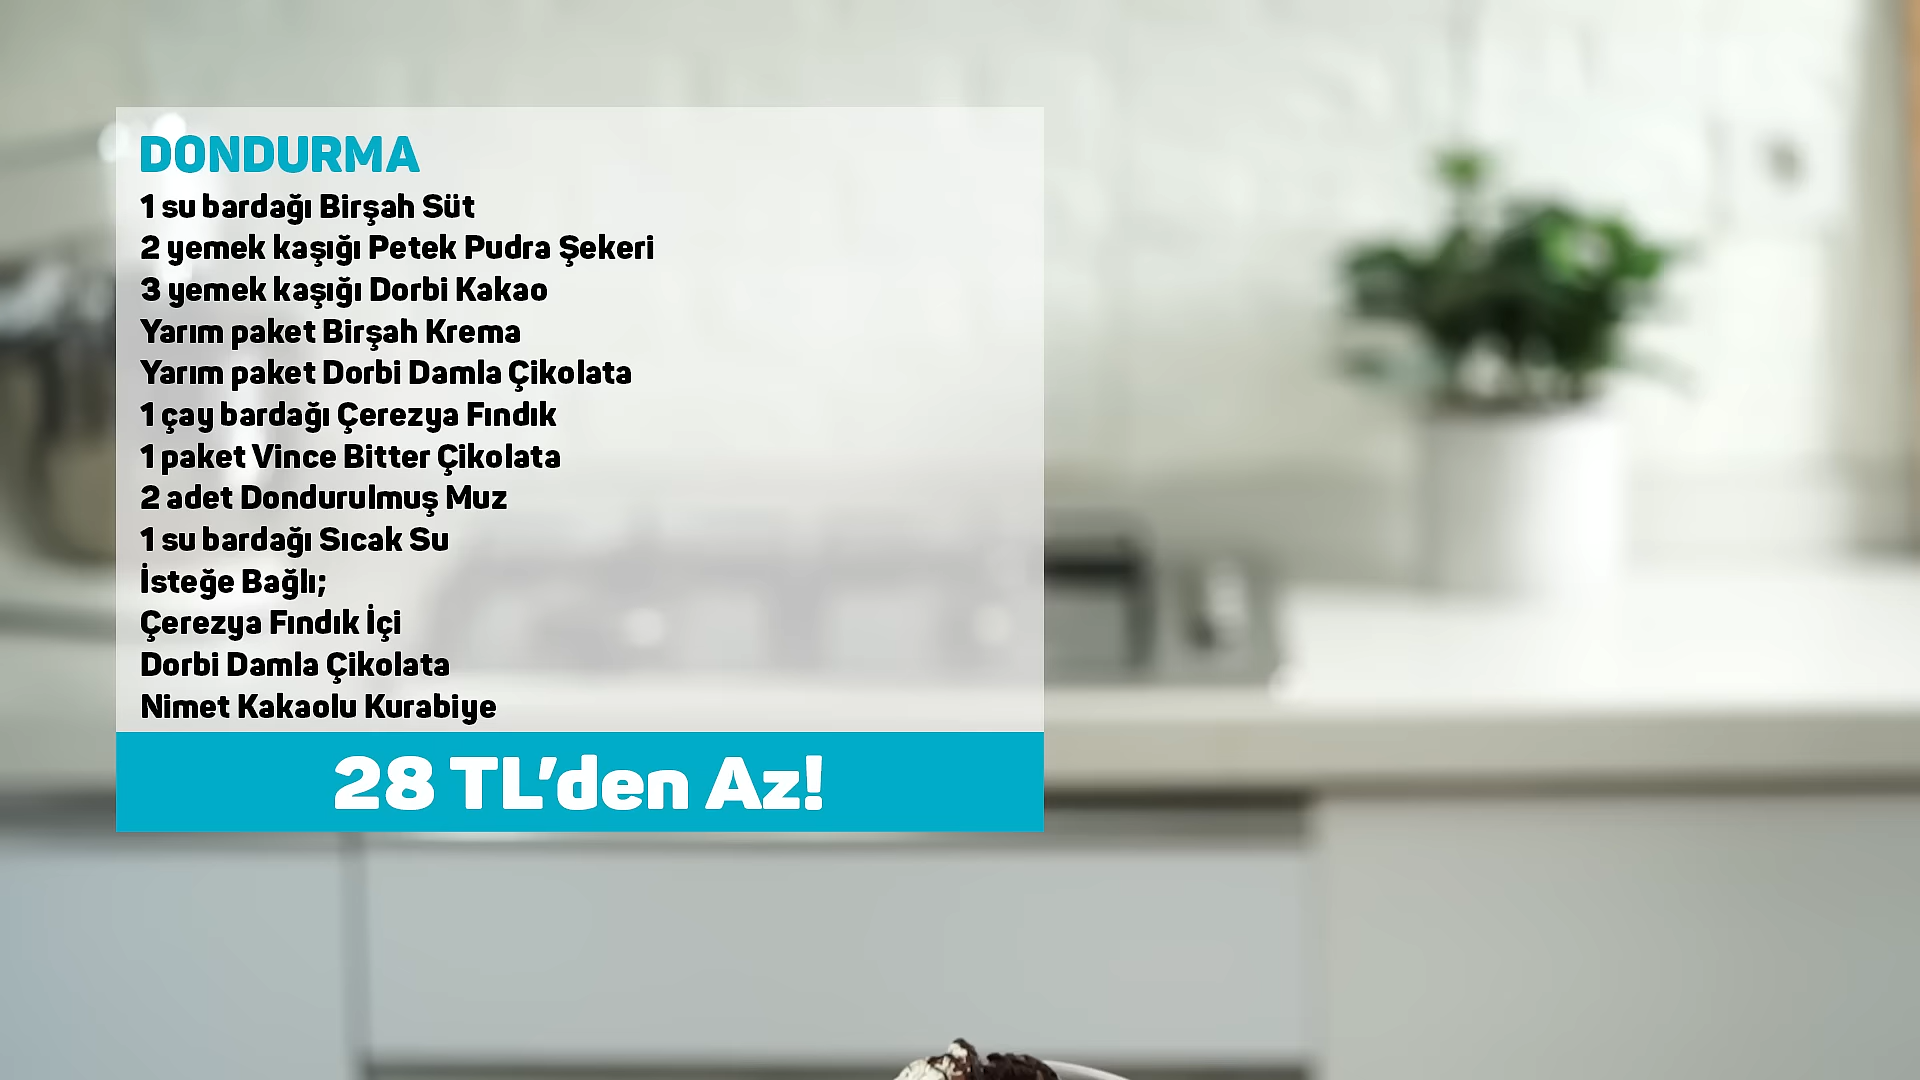 DONDURMA
1 su bardağı Birşah Süt
2 yemek kaşığı Petek Pudra Şekeri
3 yemek kaşığı Dorbi Kakao
Yarım paket Birşah Krema
Yarım paket Dorbi Damla Çikolata
1 çay bardağı Çerezya Fındık
1 paket Vince Bitter Çikolata
2 adet Dondurulmuş Muz
1 su bardağı Sıcak Su
İsteğe Bağlı;
Çerezya Fındık İçi
Dorbi Damla Çikolata
Nimet Kakaolu Kurabiye
28 TL'den Az!